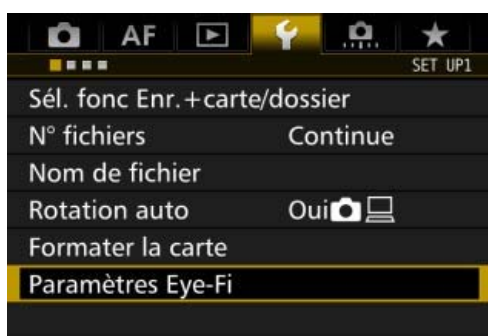 AF
SET UP1
Sél. fonc Enr.+carte/dossier
N° fichiers Continue
Nom de fichier
Rotation auto Oui
Formater la carte
Paramètres Eye-Fi